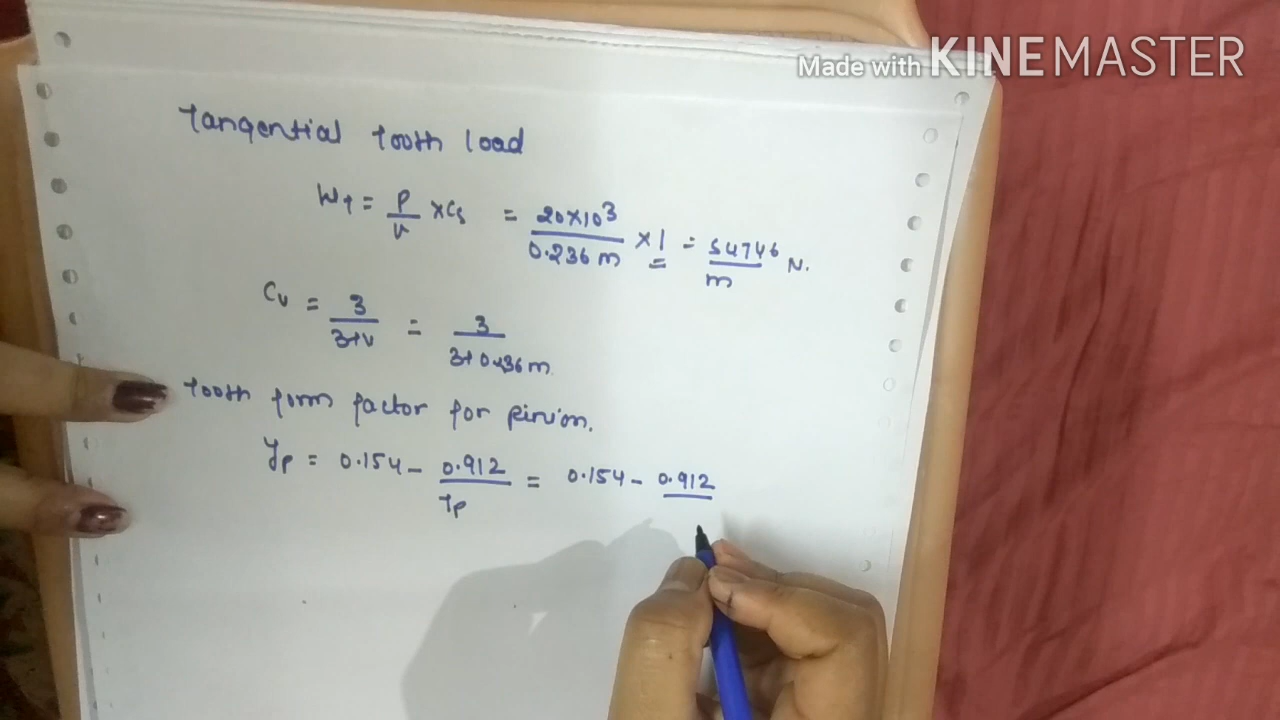 Made with KINEMASTER
Tangential tooth load
WT = P/v × Cs = 20×10³/0.236 m × 1 = 84746/m N.
Cv = 3/3+v = 3/3+0.236 m
Tooth form factor for pinion.
yp = 0.154 - 0.912/Tp = 0.154 - 0.912